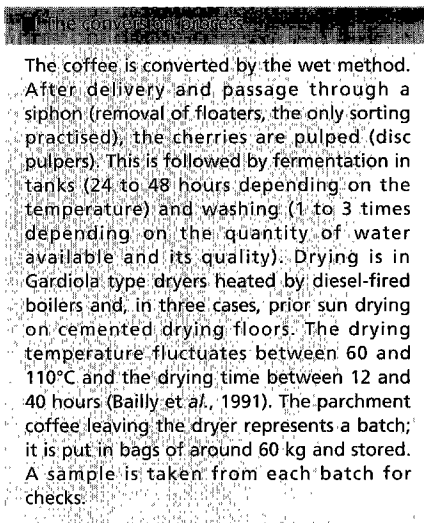 The conversion process
The coffee is converted by the wet method.
After delivery and passage through a
siphon (removal of floaters, the only sorting
practised), the cherries are pulped (disc
pulpers). This is followed by fermentation in
tanks (24 to 48 hours depending on the
temperature) and washing (1 to 3 times
depending on the quantity of water
available and its quality). Drying is in
Gardiola type dryers heated by diesel-fired
boilers and, in three cases, prior sun drying
on cemented drying floors. The drying
temperature fluctuates between 60 and
110°C and the drying time between 12 and
40 hours (Bailly et al., 1991). The parchment
coffee leaving the dryer represents a batch;
it is put in bags of around 60 kg and stored.
A sample is taken from each batch for
checks.